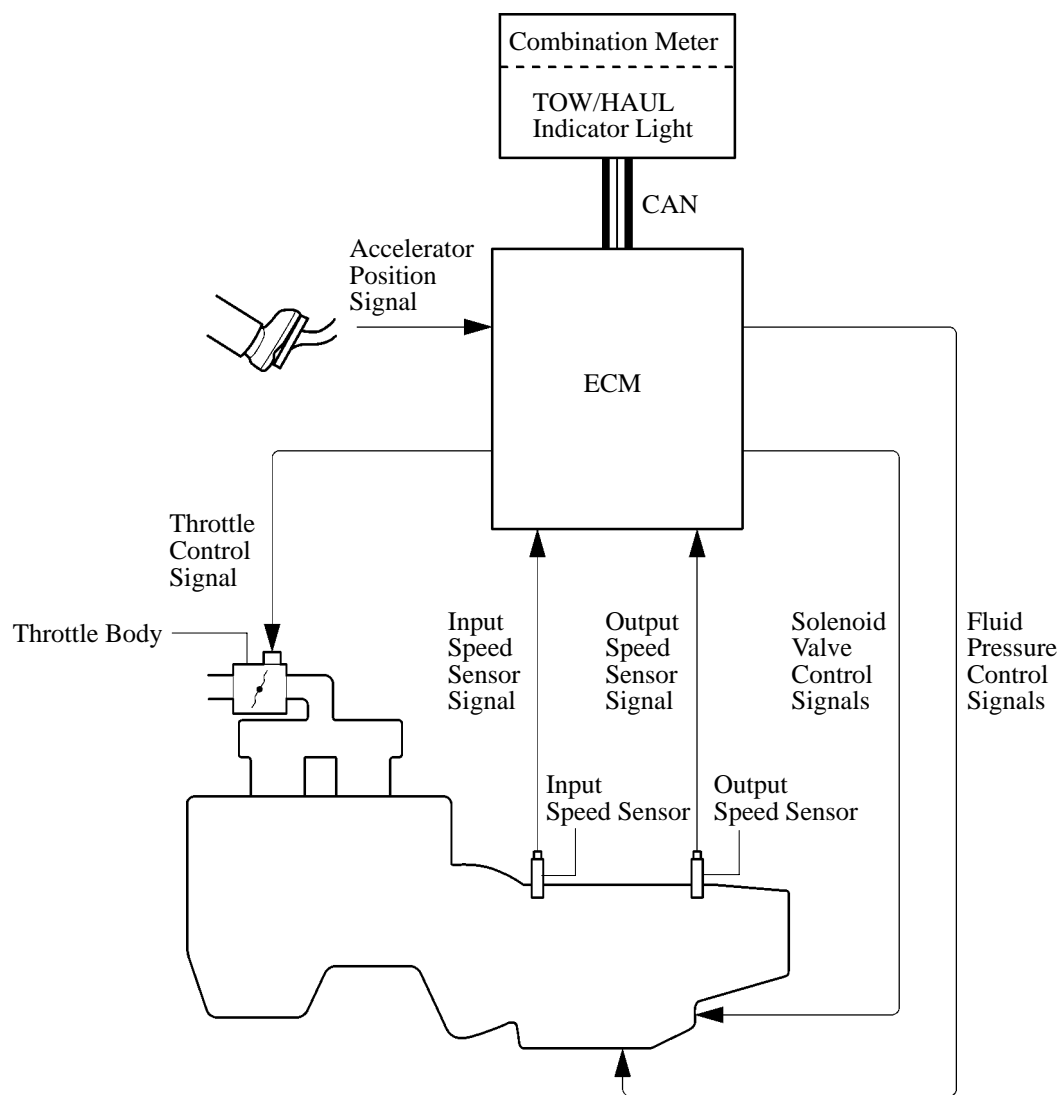 Combination Meter
TOW/HAUL
Indicator Light
CAN
Accelerator
Position
Signal
ECM
Throttle
Control
Signal
Throttle Body
Input
Speed
Sensor
Signal
Output
Speed
Sensor
Signal
Solenoid
Valve
Control
Signals
Fluid
Pressure
Control
Signals
Input
Speed Sensor
Output
Speed Sensor